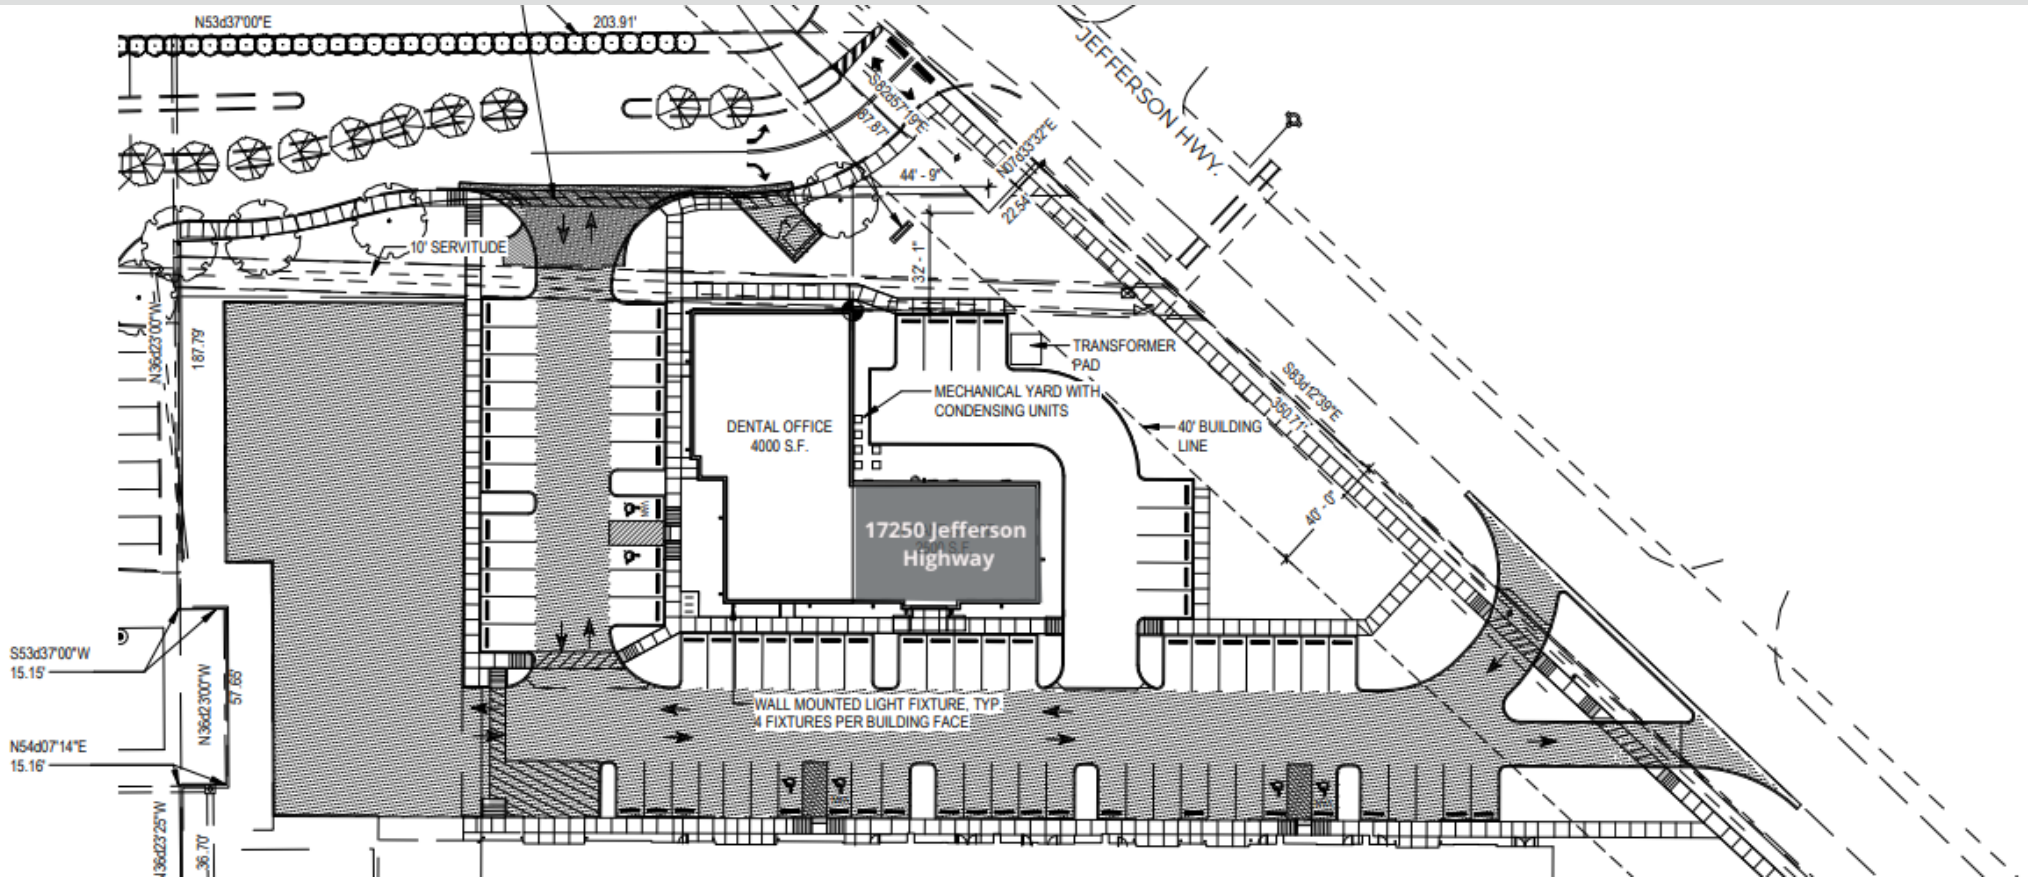 N53d37'00"E
203.91'
JEFFERSON HWY.
S82d57'19"E
87.87'
N07d33'32"E
22.54'
44' - 9"
32' - 1"
10' SERVITUDE
N36d23'00"W
187.79'
TRANSFORMER
PAD
MECHANICAL YARD WITH
CONDENSING UNITS
DENTAL OFFICE
4000 S.F.
40' BUILDING
LINE
S83d12'39"E
350.71'
40' - 0"
17250 Jefferson
Highway
S53d37'00"W
15.15'
N36d23'00"W
57.65'
WALL MOUNTED LIGHT FIXTURE, TYP.
4 FIXTURES PER BUILDING FACE
N54d07'14"E
15.16'
N36d23'25"W
36.70'